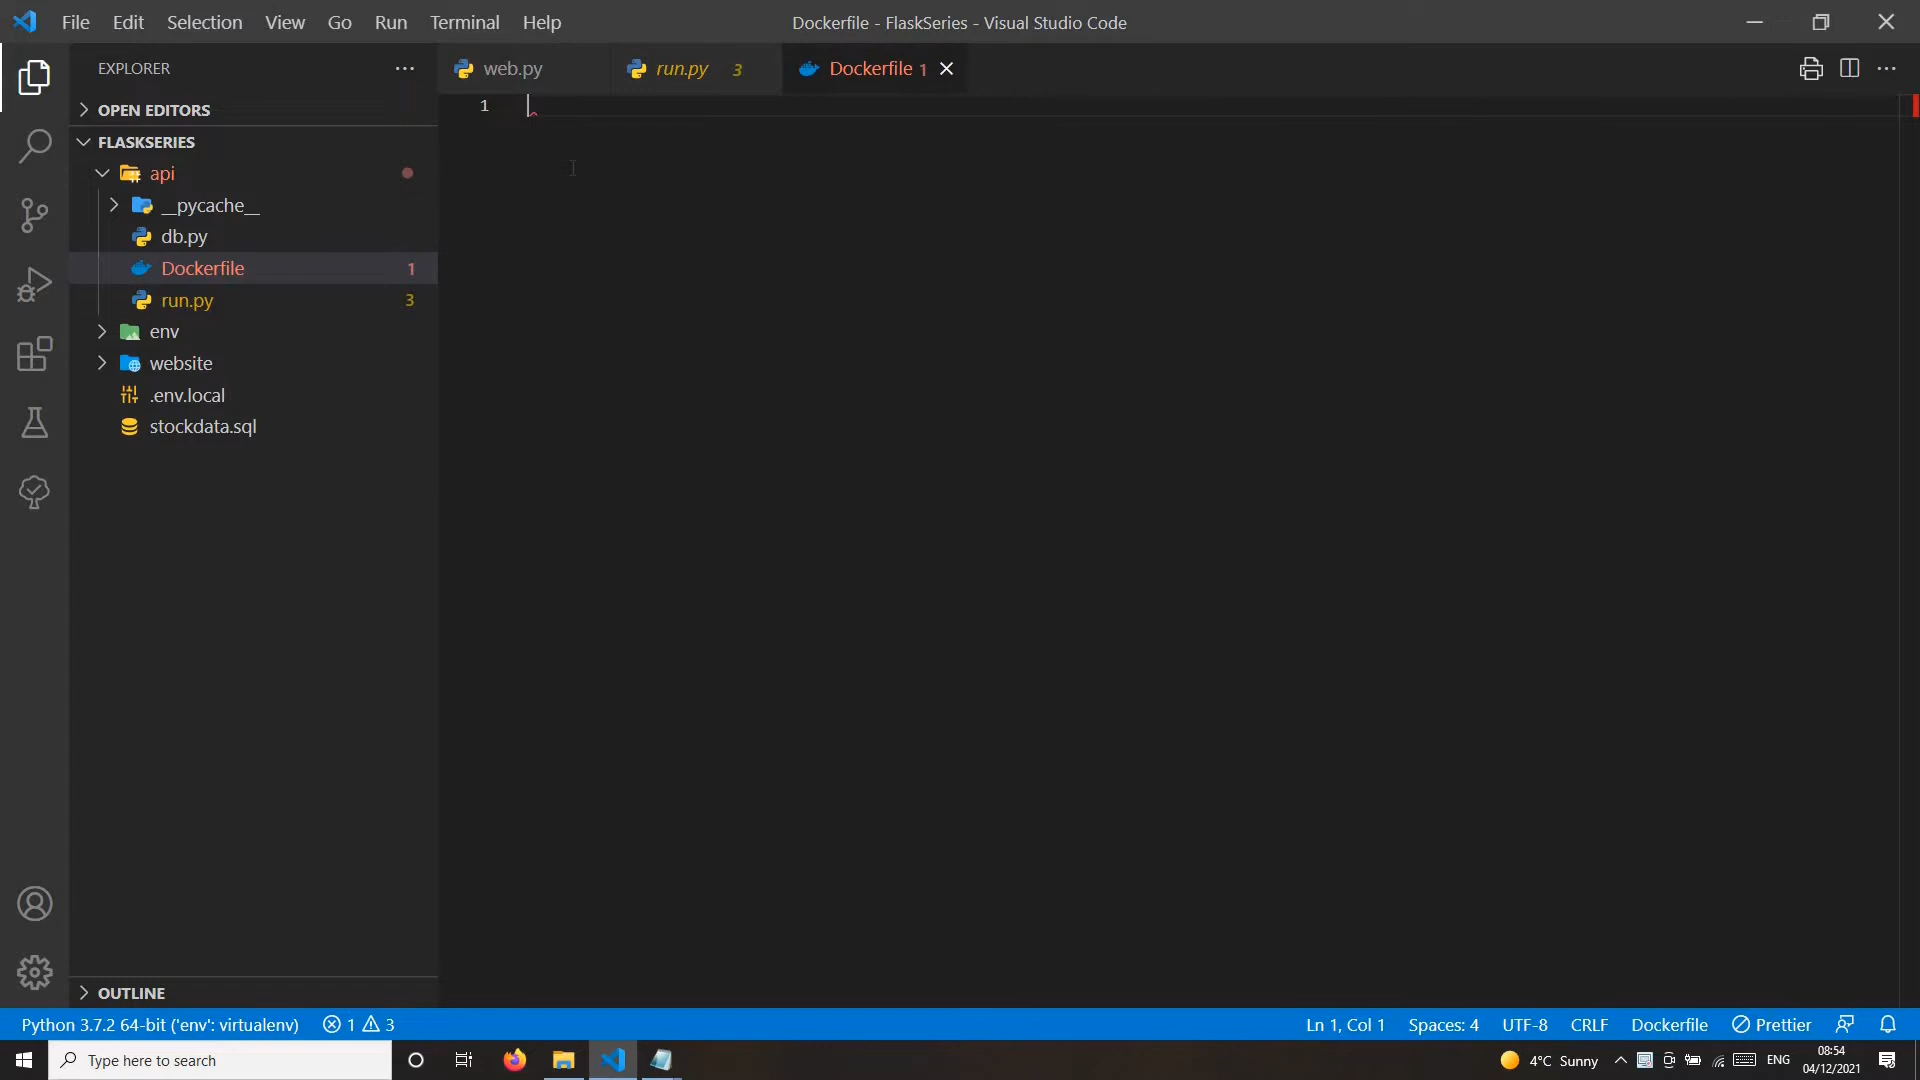 File Edit Selection View Go Run Terminal Help
Dockerfile - FlaskSeries - Visual Studio Code
EXPLORER
web.py
run.py 3
Dockerfile 1
OPEN EDITORS
1
FLASKSERIES
api
__pycache__
db.py
Dockerfile 1
run.py 3
env
website
.env.local
stockdata.sql
OUTLINE
Python 3.7.2 64-bit ('env': virtualenv) 1 3
Ln 1, Col 1 Spaces: 4 UTF-8 CRLF Dockerfile Prettier
Type here to search
4°C Sunny
ENG
08:54
04/12/2021